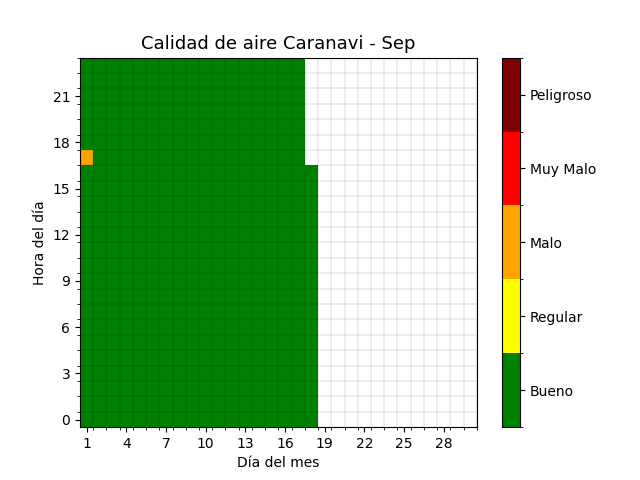 Calidad de aire Caranavi - Sep
Peligroso
Muy Malo
Malo
Regular
Bueno
Hora del día
21
18
15
12
9
6
3
0
1 4 7 10 13 16 19 22 25 28
Día del mes